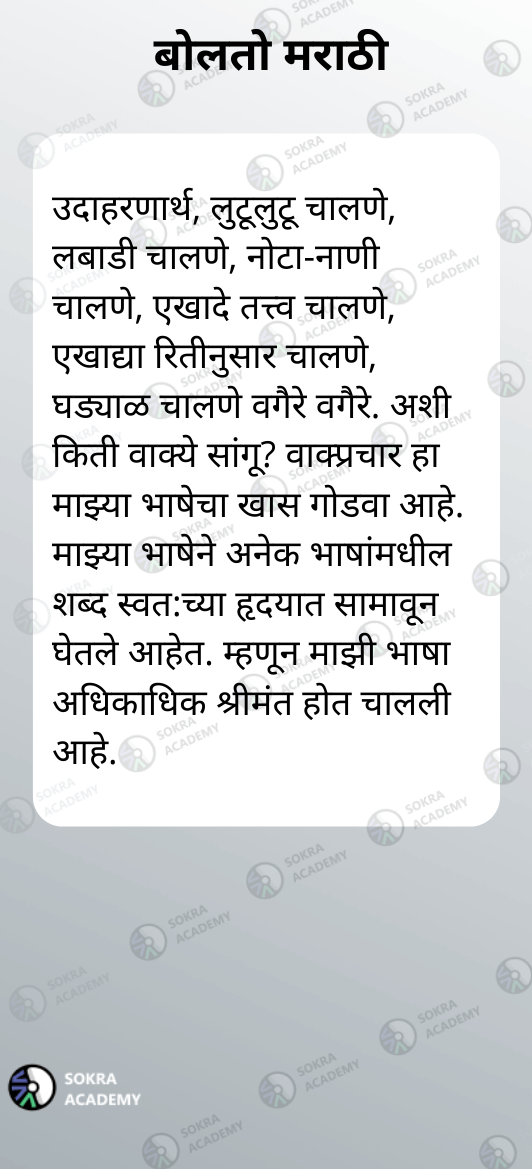 बोलतो मराठी
उदाहरणार्थ, लुटूलुटू चालणे,
लबाडी चालणे, नोटा-नाणी
चालणे, एखादे तत्त्व चालणे,
एखाद्या रितीनुसार चालणे,
घड्याळ चालणे वगैरे वगैरे. अशी
किती वाक्ये सांगू? वाक्प्रचार हा
माझ्या भाषेचा खास गोडवा आहे.
माझ्या भाषेने अनेक भाषांमधील
शब्द स्वत:च्या हृदयात सामावून
घेतले आहेत. म्हणून माझी भाषा
अधिकाधिक श्रीमंत होत चालली
आहे.
SOKRA
ACADEMY